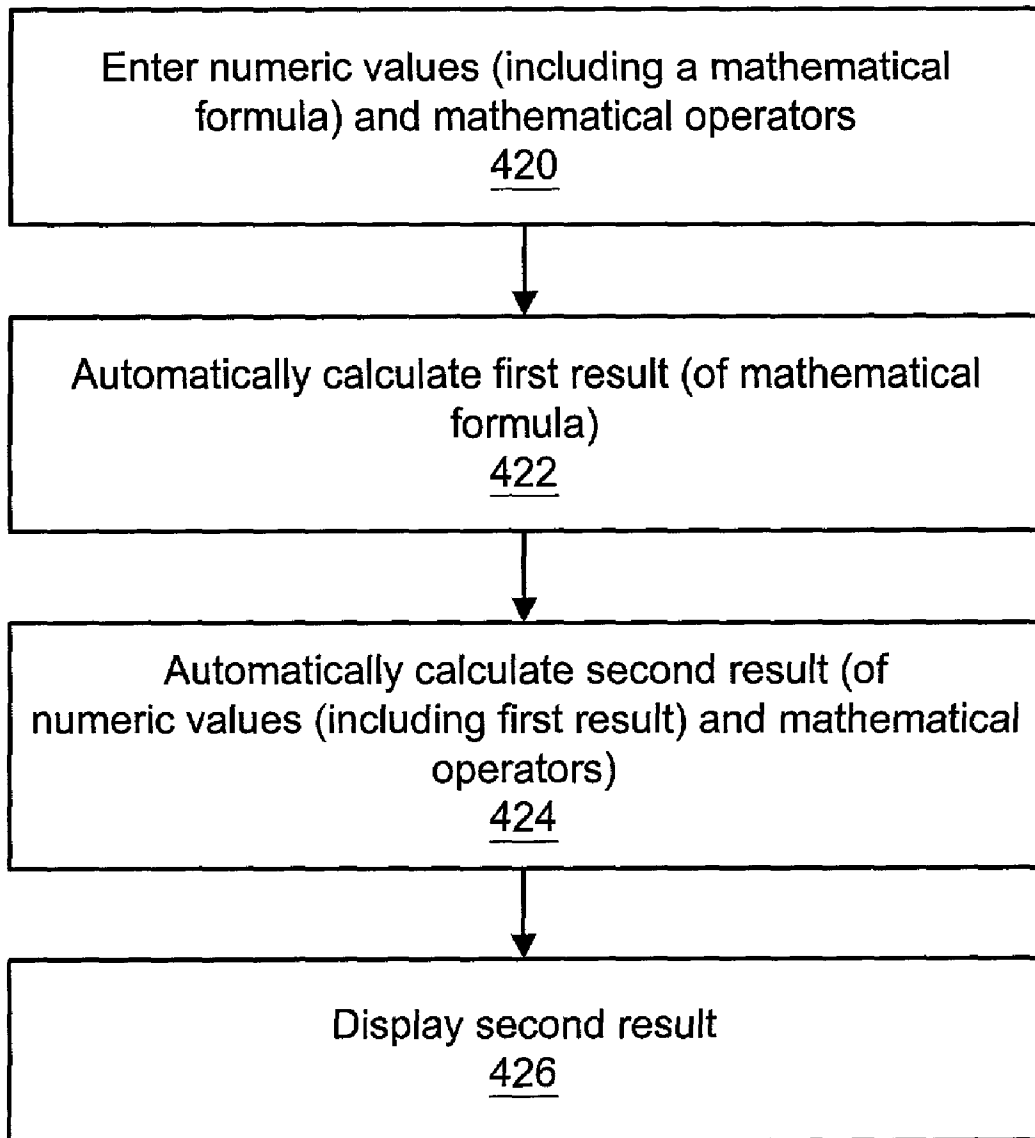 Enter numeric values (including a mathematical
formula) and mathematical operators
420
Automatically calculate first result (of mathematical
formula)
422
Automatically calculate second result (of
numeric values (including first result) and mathematical
operators)
424
Display second result
426